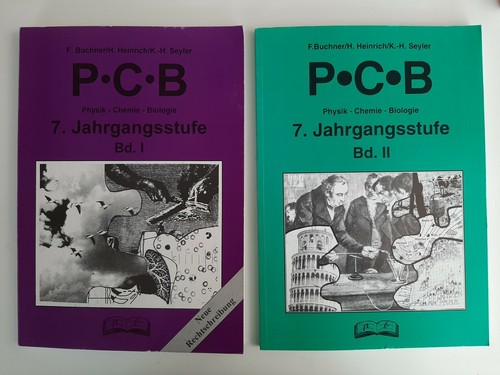 F. Buchner/H. Heinrich/K.-H. Seyler
P·C·B
Physik - Chemie - Biologie
7. Jahrgangsstufe
Bd. I
Neue
Rechtschreibung
F.Buchner/H. Heinrich/K.-H. Seyler
P•C•B
Physik - Chemie - Biologie
7. Jahrgangsstufe
Bd. II